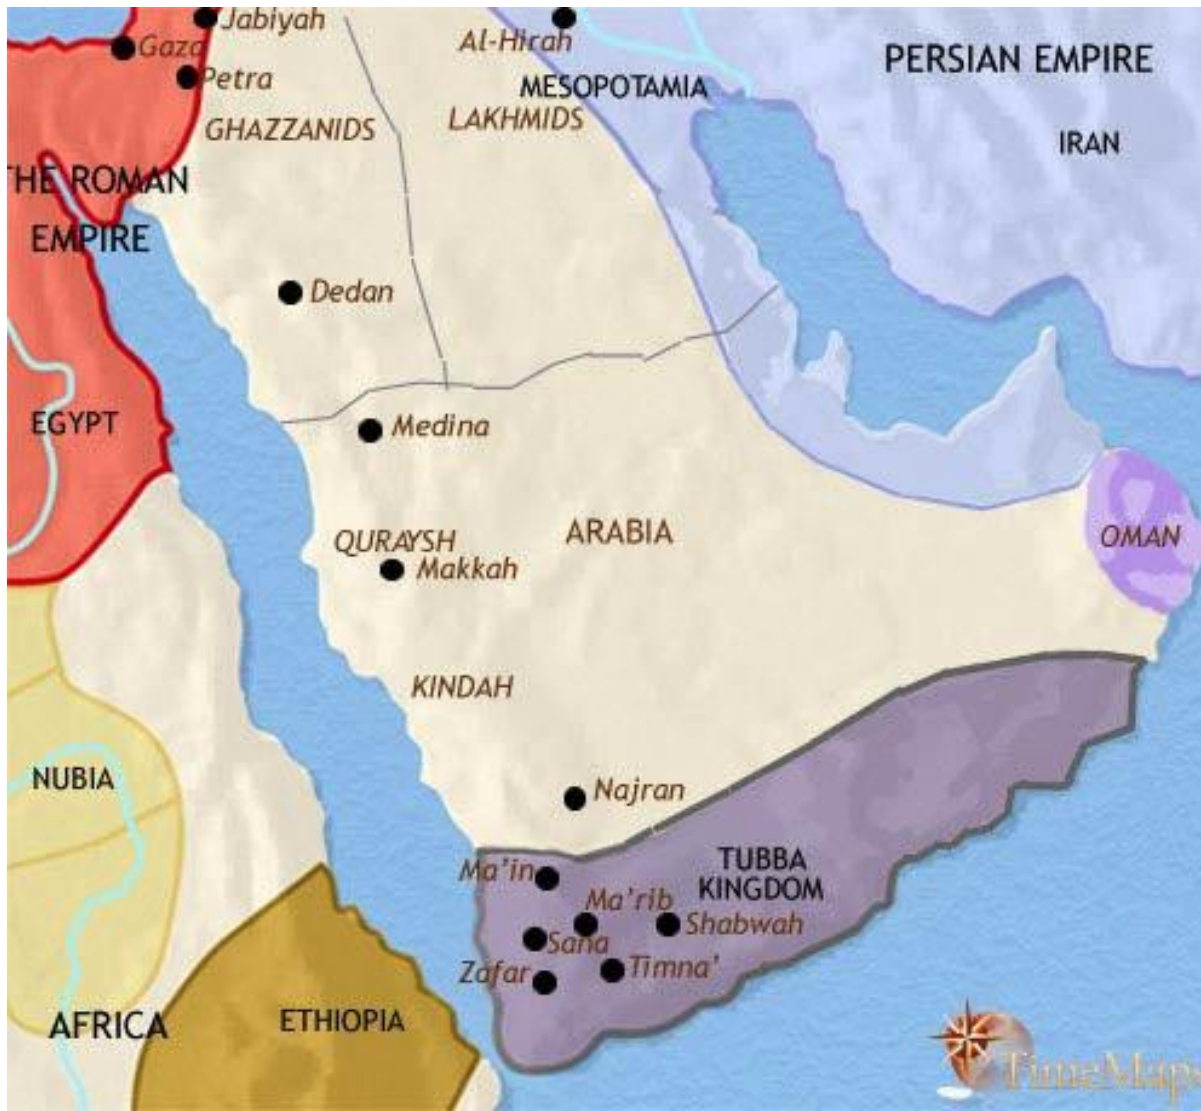 Jabiyah
Gaza
Al-Hirah
PERSIAN EMPIRE
Petra
MESOPOTAMIA
GHAZZANIDS
LAKHMIDS
IRAN
THE ROMAN
EMPIRE
Dedan
EGYPT
Medina
QURAYSH
ARABIA
OMAN
Makkah
KINDAH
NUBIA
Najran
TUBBA
KINGDOM
Ma'in
Ma'rib
Shabwah
Sana
Zafar
Timna'
AFRICA
ETHIOPIA
TimeMaps